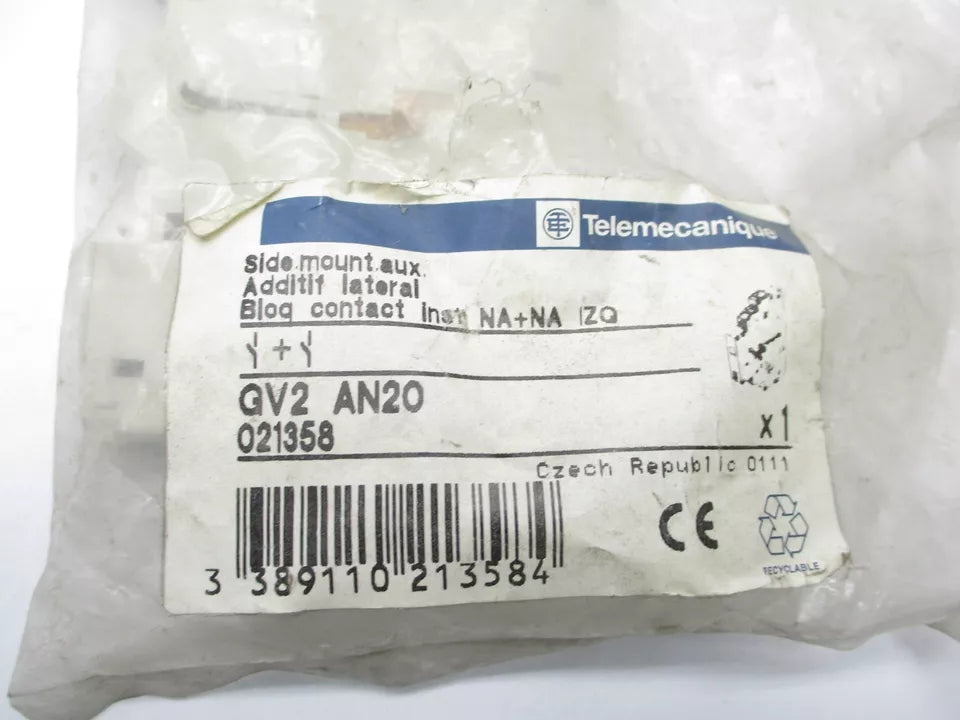 Telemecanique
Side.mount.aux.
Additif lateral
Bloq contact inst NA+NA IZQ
+
GV2 AN20
021358
x1
Czech Republic 0111
3 389110 213584
CE
RECYCLABLE